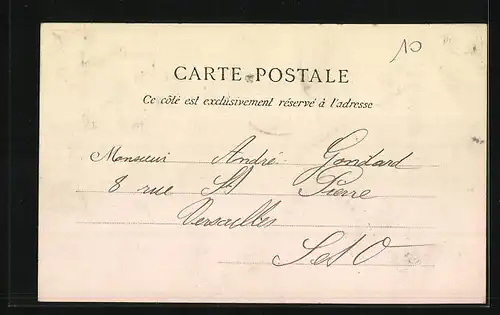 10
CARTE POSTALE
Ce côté est exclusivement réservé à l'adresse
Monsieur André Gondard
8 rue St Pierre
Versailles
S et O